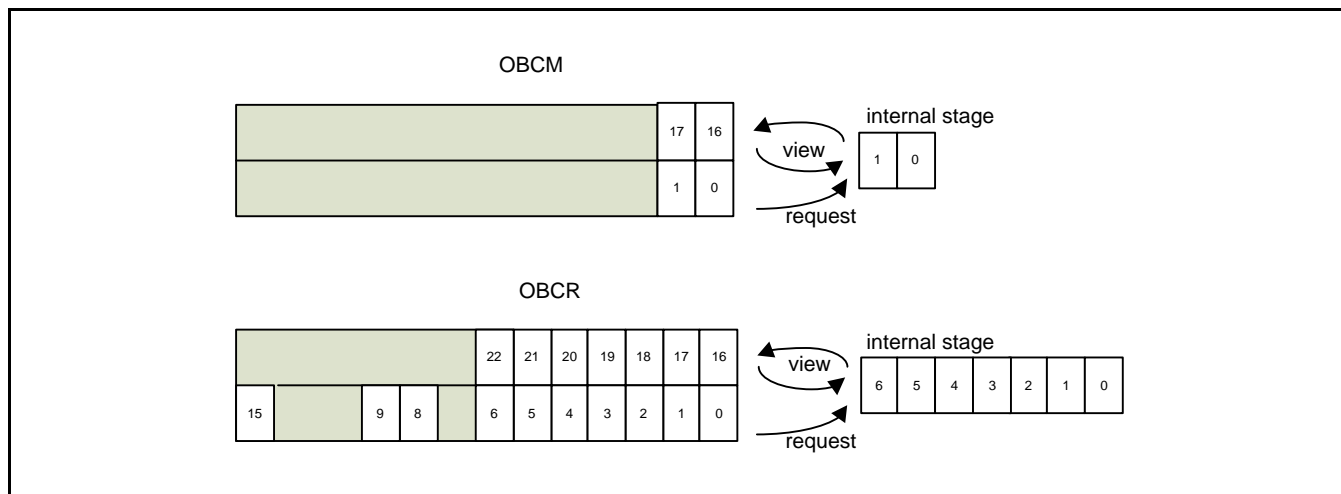 OBCM
internal stage
17 16
view
1 0
1 0
request
OBCR
internal stage
22 21 20 19 18 17 16
view
6 5 4 3 2 1 0
15 9 8 6 5 4 3 2 1 0
request